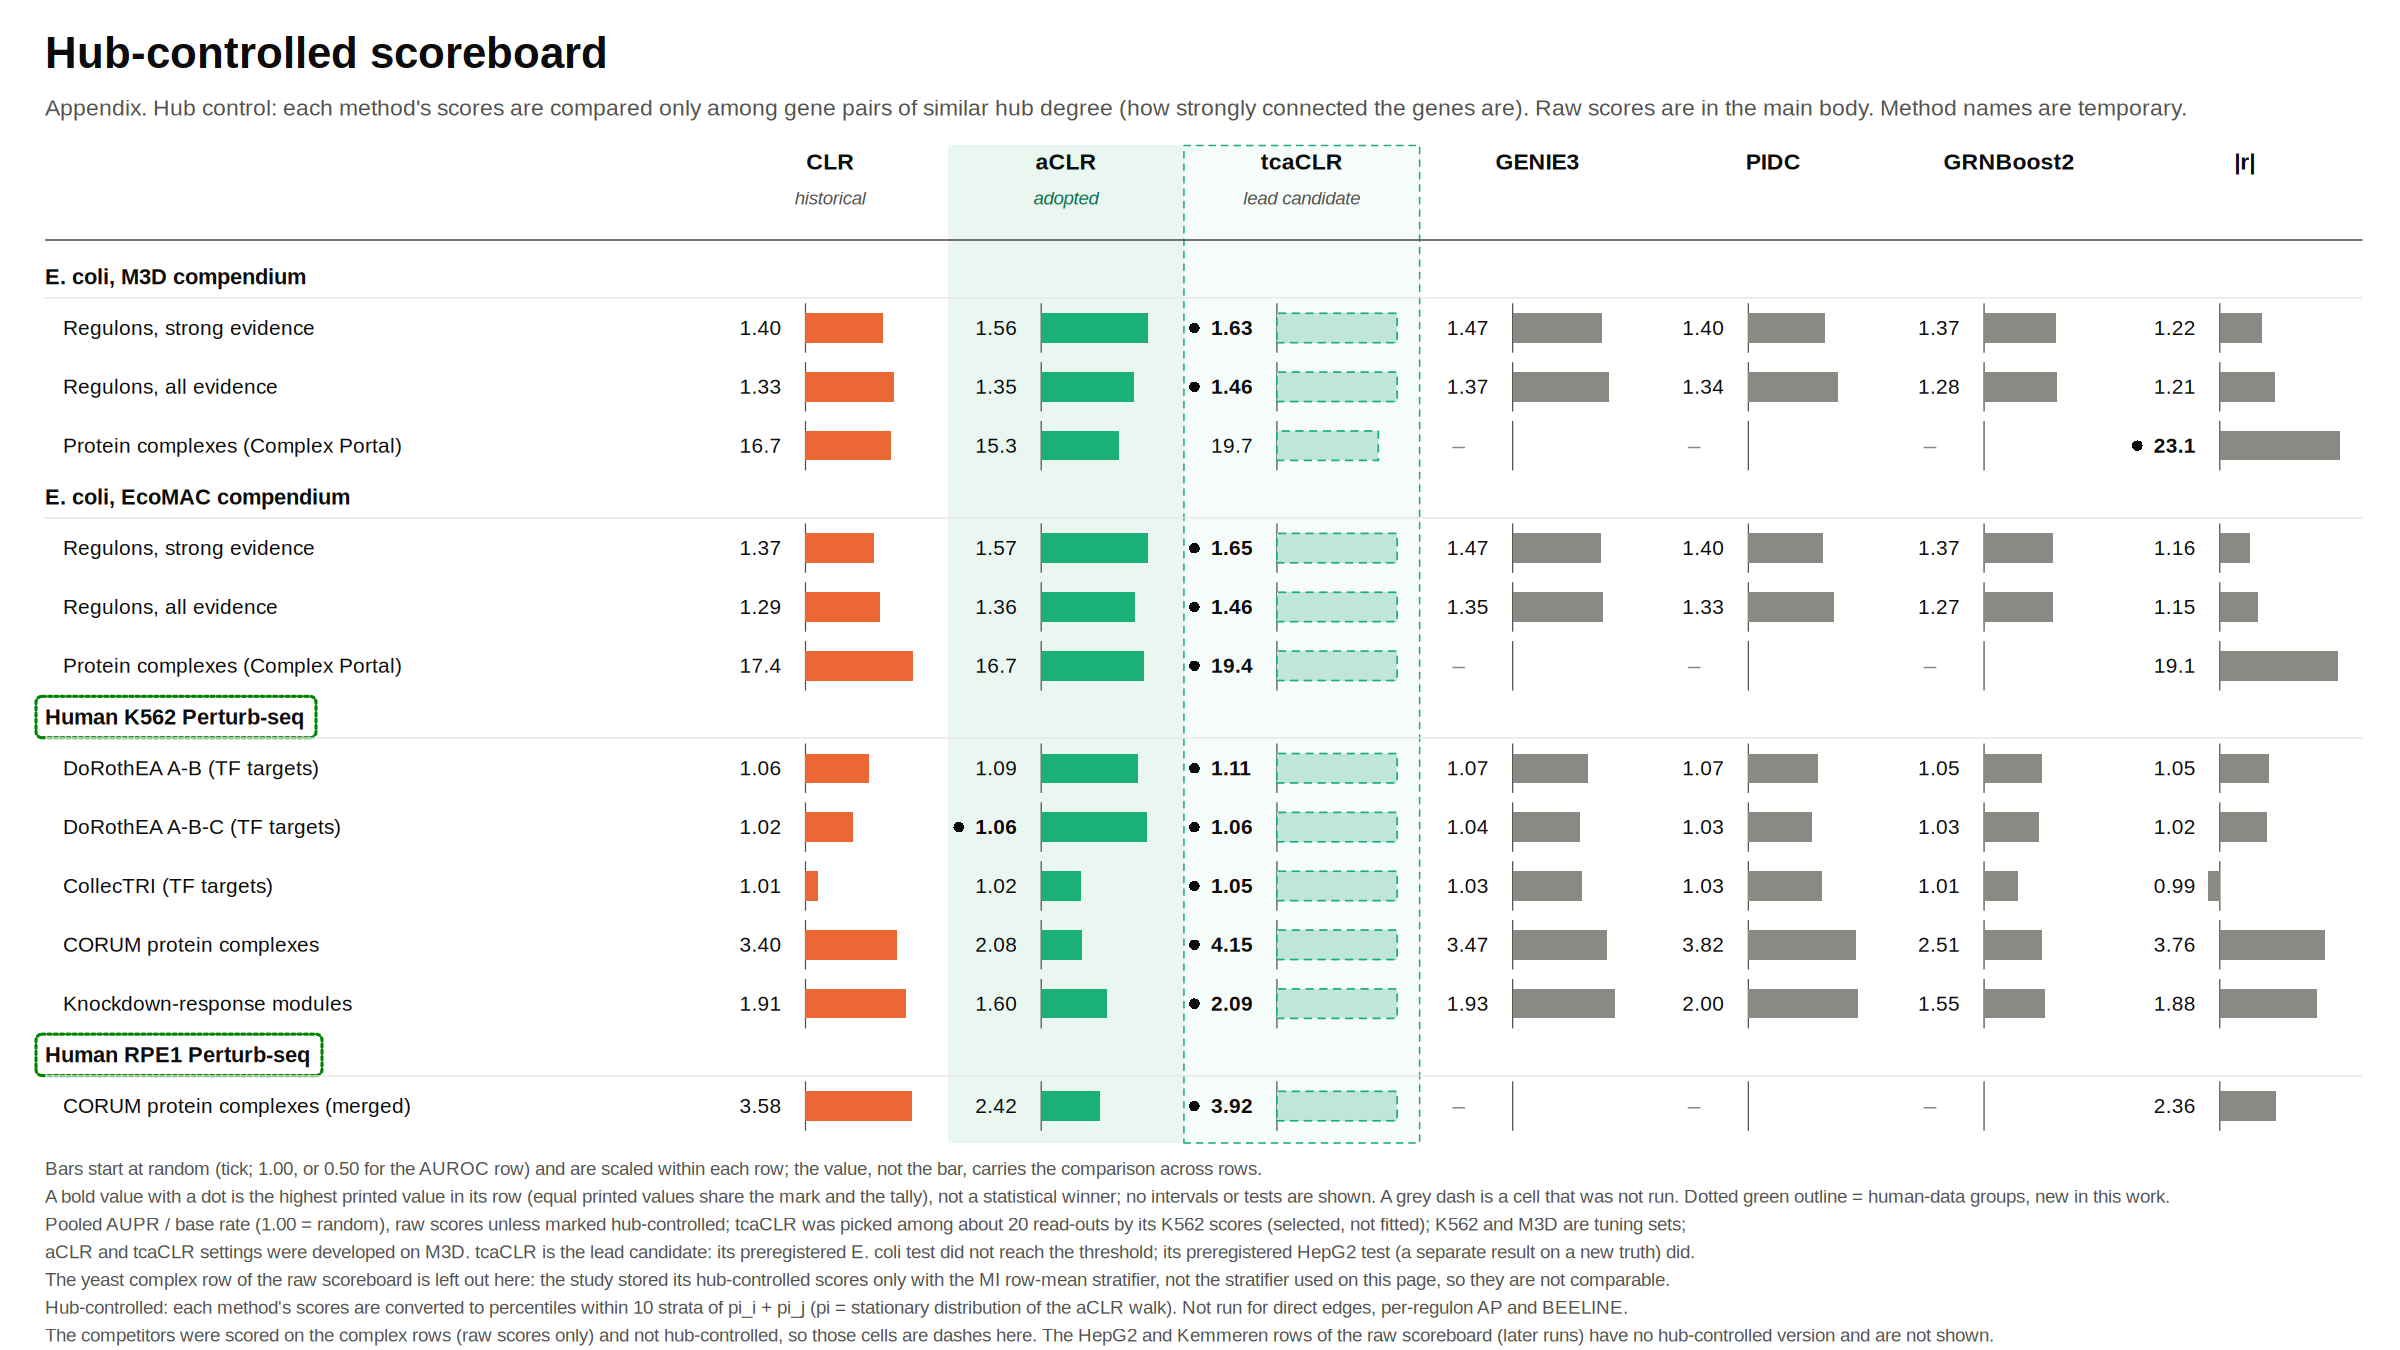 Hub-controlled scoreboard
Appendix. Hub control: each method's scores are compared only among gene pairs of similar hub degree (how strongly connected the genes are). Raw scores are in the main body. Method names are temporary.
CLR aCLR tcaCLR GENIE3 PIDC GRNBoost2 |r|
historical adopted lead candidate
E. coli, M3D compendium
Regulons, strong evidence 1.40 1.56 ● 1.63 1.47 1.40 1.37 1.22
Regulons, all evidence 1.33 1.35 ● 1.46 1.37 1.34 1.28 1.21
Protein complexes (Complex Portal) 16.7 15.3 19.7 – – – ● 23.1
E. coli, EcoMAC compendium
Regulons, strong evidence 1.37 1.57 ● 1.65 1.47 1.40 1.37 1.16
Regulons, all evidence 1.29 1.36 ● 1.46 1.35 1.33 1.27 1.15
Protein complexes (Complex Portal) 17.4 16.7 ● 19.4 – – – 19.1
Human K562 Perturb-seq
DoRothEA A-B (TF targets) 1.06 1.09 ● 1.11 1.07 1.07 1.05 1.05
DoRothEA A-B-C (TF targets) 1.02 ● 1.06 ● 1.06 1.04 1.03 1.03 1.02
CollecTRI (TF targets) 1.01 1.02 ● 1.05 1.03 1.03 1.01 0.99
CORUM protein complexes 3.40 2.08 ● 4.15 3.47 3.82 2.51 3.76
Knockdown-response modules 1.91 1.60 ● 2.09 1.93 2.00 1.55 1.88
Human RPE1 Perturb-seq
CORUM protein complexes (merged) 3.58 2.42 ● 3.92 – – – 2.36
Bars start at random (tick; 1.00, or 0.50 for the AUROC row) and are scaled within each row; the value, not the bar, carries the comparison across rows.
A bold value with a dot is the highest printed value in its row (equal printed values share the mark and the tally), not a statistical winner; no intervals or tests are shown. A grey dash is a cell that was not run. Dotted green outline = human-data groups, new in this work.
Pooled AUPR / base rate (1.00 = random), raw scores unless marked hub-controlled; tcaCLR was picked among about 20 read-outs by its K562 scores (selected, not fitted); K562 and M3D are tuning sets;
aCLR and tcaCLR settings were developed on M3D. tcaCLR is the lead candidate: its preregistered E. coli test did not reach the threshold; its preregistered HepG2 test (a separate result on a new truth) did.
The yeast complex row of the raw scoreboard is left out here: the study stored its hub-controlled scores only with the MI row-mean stratifier, not the stratifier used on this page, so they are not comparable.
Hub-controlled: each method's scores are converted to percentiles within 10 strata of pi_i + pi_j (pi = stationary distribution of the aCLR walk). Not run for direct edges, per-regulon AP and BEELINE.
The competitors were scored on the complex rows (raw scores only) and not hub-controlled, so those cells are dashes here. The HepG2 and Kemmeren rows of the raw scoreboard (later runs) have no hub-controlled version and are not shown.